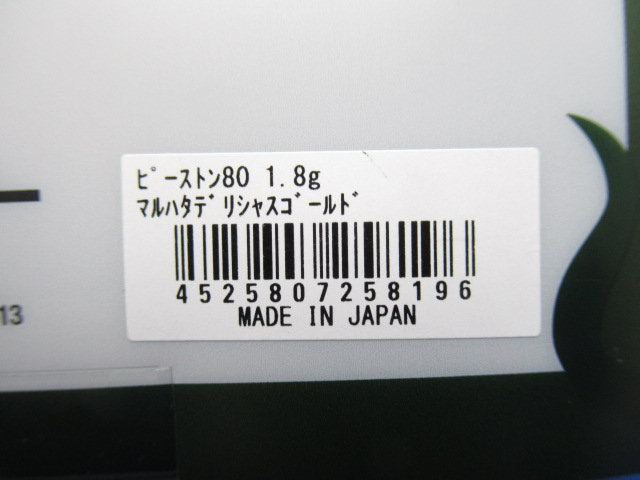 ﾋﾟｰｽﾄﾝ80 1.8g
ﾏﾙﾊﾀﾃﾞﾘｼｬｽｺﾞｰﾙﾄﾞ
4525807258196
MADE IN JAPAN
13